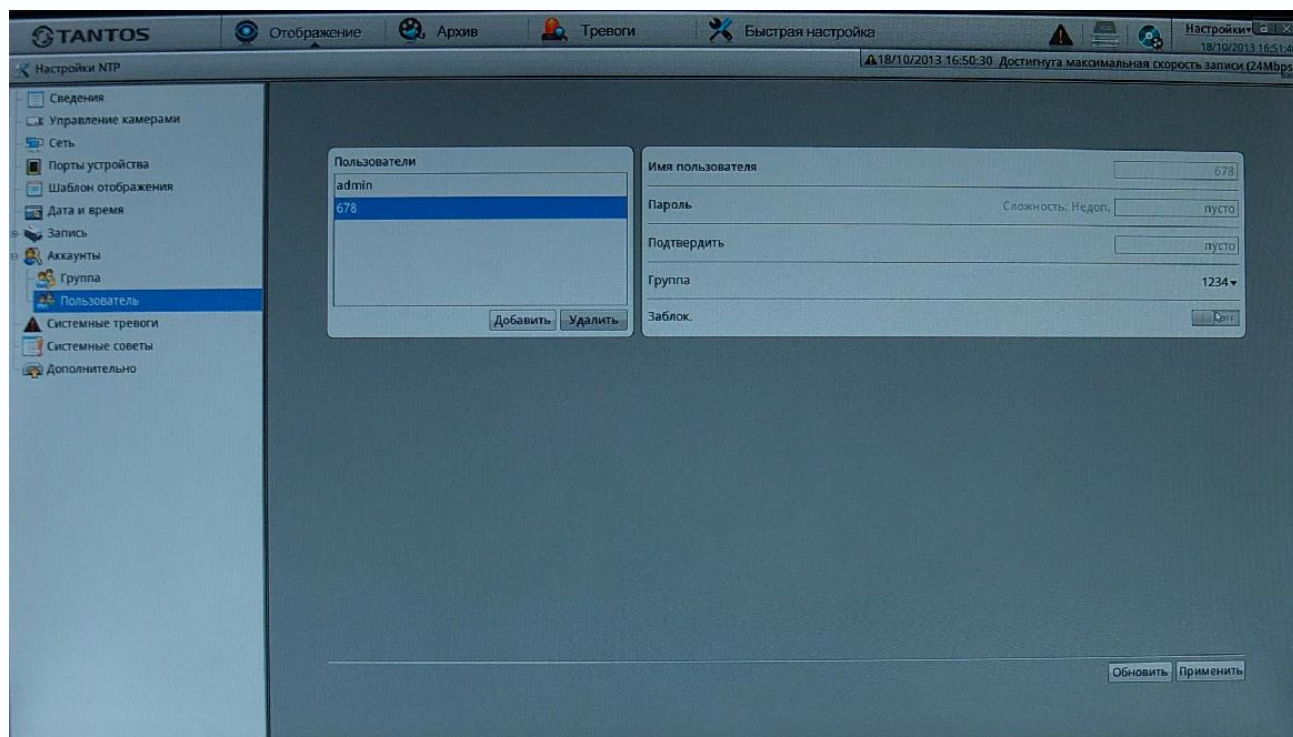 TANTOS
Отображение
Архив
Тревоги
Быстрая настройка
Настройки
18/10/2013 16:51:4
Настройки NTP
18/10/2013 16:50:30 Достигнута максимальная скорость записи (24Mbps
Сведения
Управление камерами
Сеть
Порты устройства
Шаблон отображения
Дата и время
Запись
Аккаунты
Группа
Пользователь
Системные тревоги
Системные советы
Дополнительно
Пользователи
admin
678
Добавить Удалить
Имя пользователя 678
Пароль Сложность: Недоп. пусто
Подтвердить пусто
Группа 1234
Заблок.
Обновить Применить